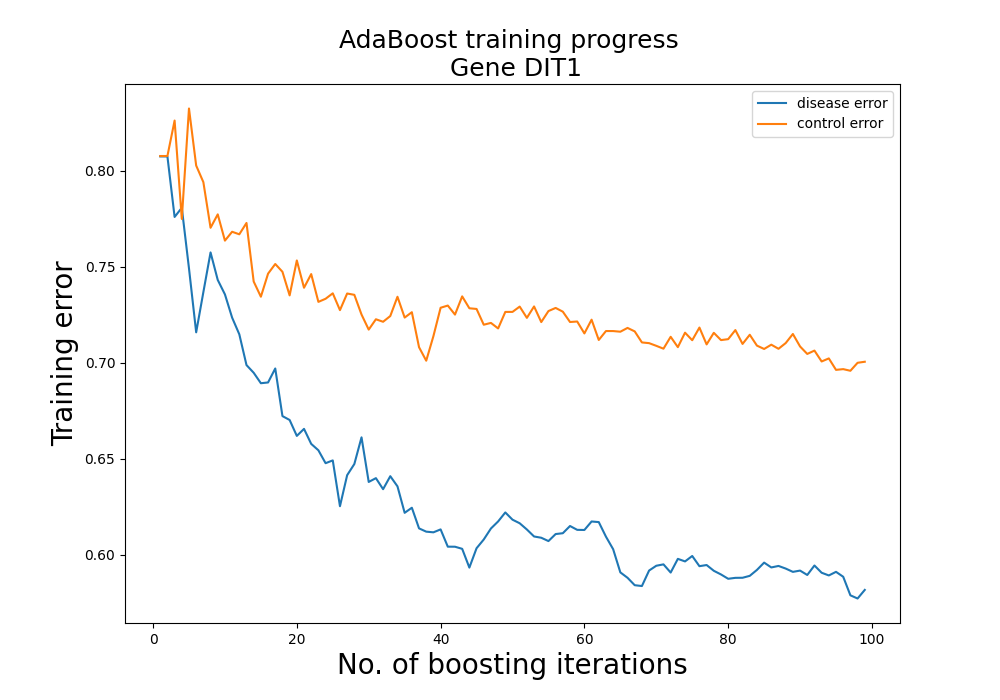 AdaBoost training progress
Gene DIT1
disease error
control error
Training error
0.80
0.75
0.70
0.65
0.60
0
20
40
60
80
100
No. of boosting iterations